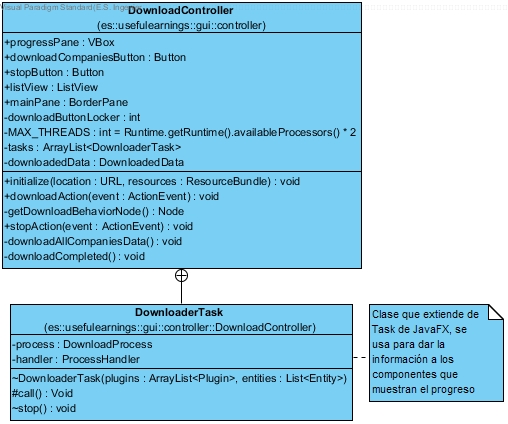 Visual Paradigm Standard(E.S. Inge
DownloadController
(es::usefulearnings::gui::controller)
+progressPane : VBox
+downloadCompaniesButton : Button
+stopButton : Button
+listView : ListView
+mainPane : BorderPane
-downloadButtonLocker : int
-MAX_THREADS : int = Runtime.getRuntime().availableProcessors() * 2
-tasks : ArrayList<DownloaderTask>
-downloadedData : DownloadedData
+initialize(location : URL, resources : ResourceBundle) : void
+downloadAction(event : ActionEvent) : void
-getDownloadBehaviorNode() : Node
+stopAction(event : ActionEvent) : void
-downloadAllCompaniesData() : void
-downloadCompleted() : void
DownloaderTask
(es::usefulearnings::gui::controller::DownloadController)
-process : DownloadProcess
-handler : ProcessHandler
~DownloaderTask(plugins : ArrayList<Plugin>, entities : List<Entity>)
#call() : Void
~stop() : void
Clase que extiende de
Task de JavaFX, se
usa para dar la
información a los
componentes que
muestran el progreso